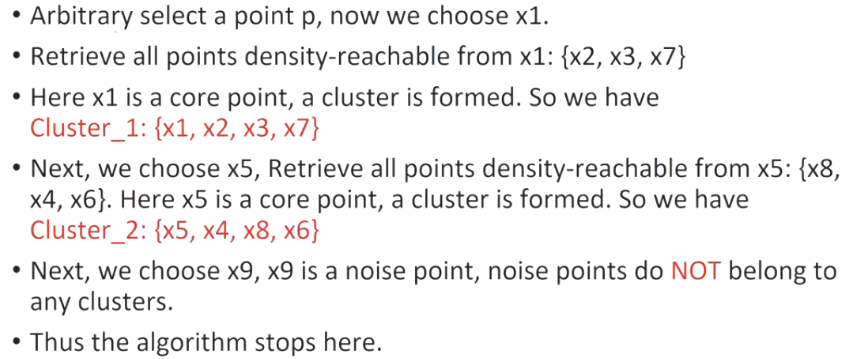 • Arbitrary select a point p, now we choose x1.
• Retrieve all points density-reachable from x1: {x2, x3, x7}
• Here x1 is a core point, a cluster is formed. So we have
Cluster_1: {x1, x2, x3, x7}
• Next, we choose x5, Retrieve all points density-reachable from x5: {x8,
x4, x6}. Here x5 is a core point, a cluster is formed. So we have
Cluster_2: {x5, x4, x8, x6}
• Next, we choose x9, x9 is a noise point, noise points do NOT belong to
any clusters.
• Thus the algorithm stops here.